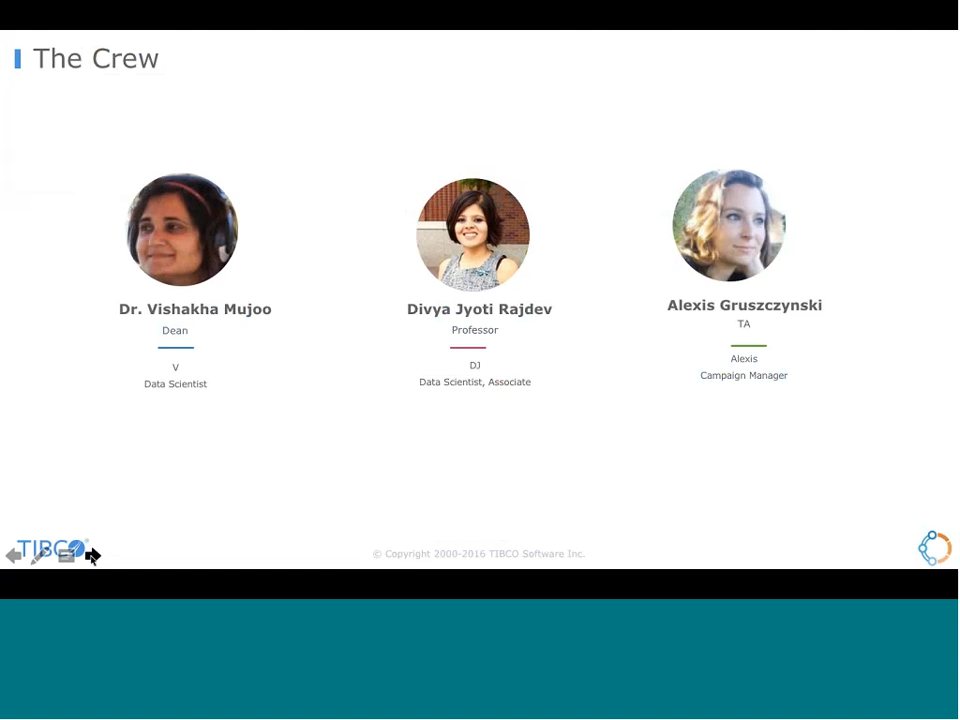 The Crew
Dr. Vishakha Mujoo
Dean
V
Data Scientist
Divya Jyoti Rajdev
Professor
DJ
Data Scientist, Associate
Alexis Gruszczynski
TA
Alexis
Campaign Manager
TIBCO
© Copyright 2000-2016 TIBCO Software Inc.